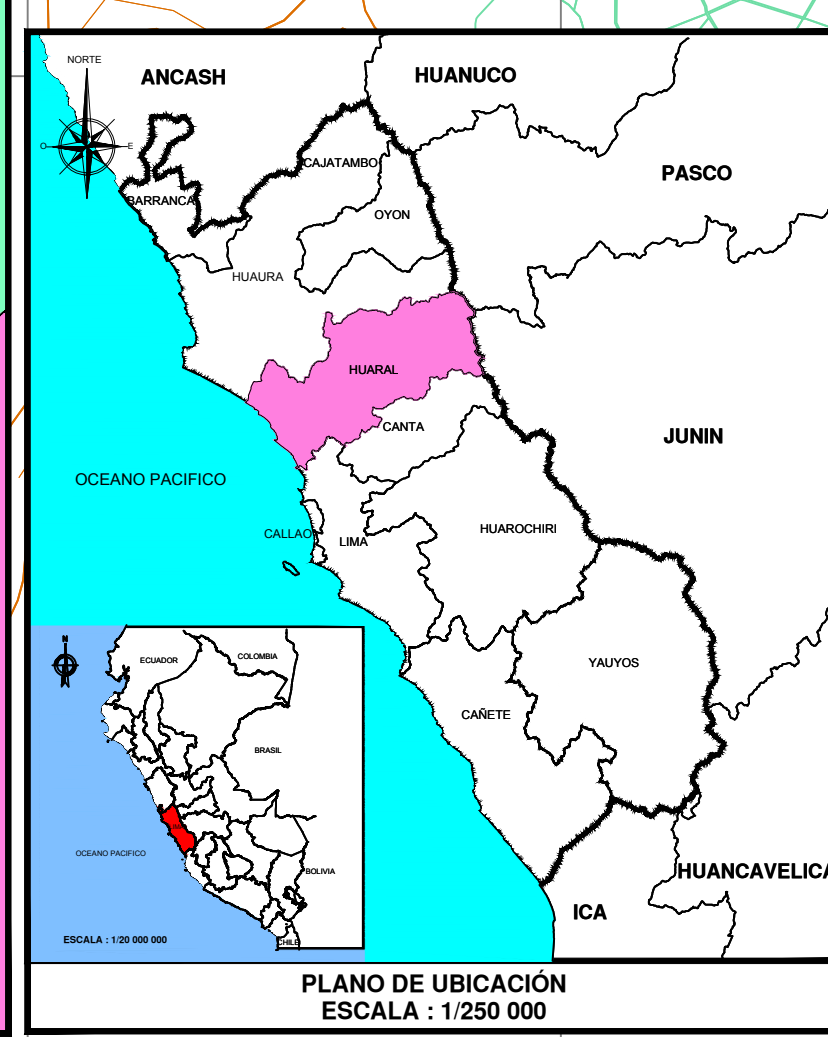 NORTE
ANCASH
HUANUCO
O
E
CAJATAMBO
PASCO
BARRANCA
OYON
HUAURA
HUARAL
CANTA
JUNIN
OCEANO PACIFICO
CALLAO
LIMA
HUAROCHIRI
YAUYOS
CAÑETE
N
ECUADOR
COLOMBIA
BRASIL
OCEANO PACIFICO
BOLIVIA
CHILE
ESCALA : 1/20 000 000
HUANCAVELICA
ICA
PLANO DE UBICACIÓN
ESCALA : 1/250 000